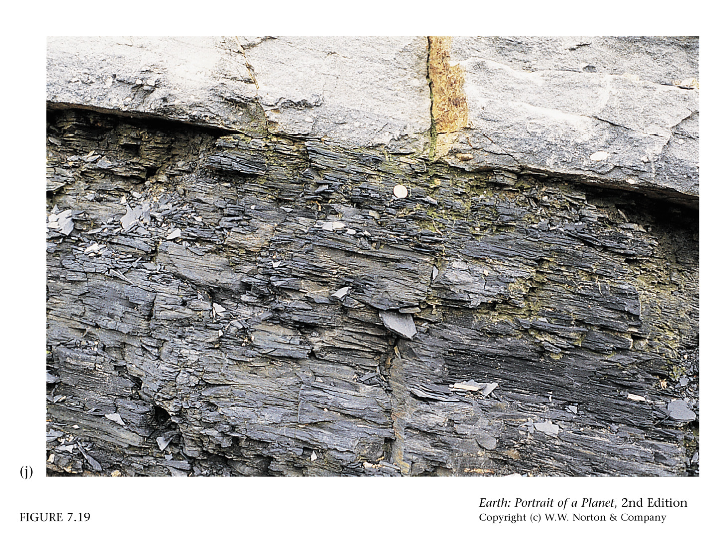 (j)
Earth: Portrait of a Planet, 2nd Edition
FIGURE 7.19
Copyright (c) W.W. Norton & Company